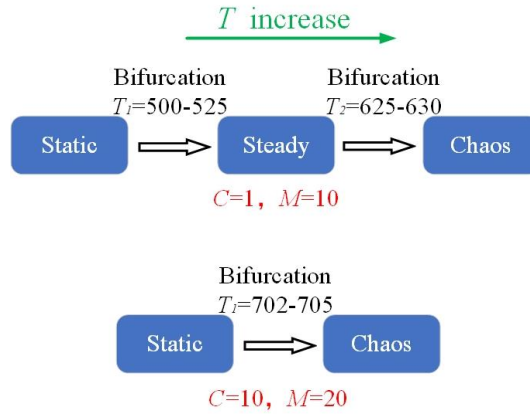 T increase
Bifurcation Bifurcation
T1=500-525 T2=625-630
Static Steady Chaos
C=1, M=10
Bifurcation
T1=702-705
Static Chaos
C=10, M=20